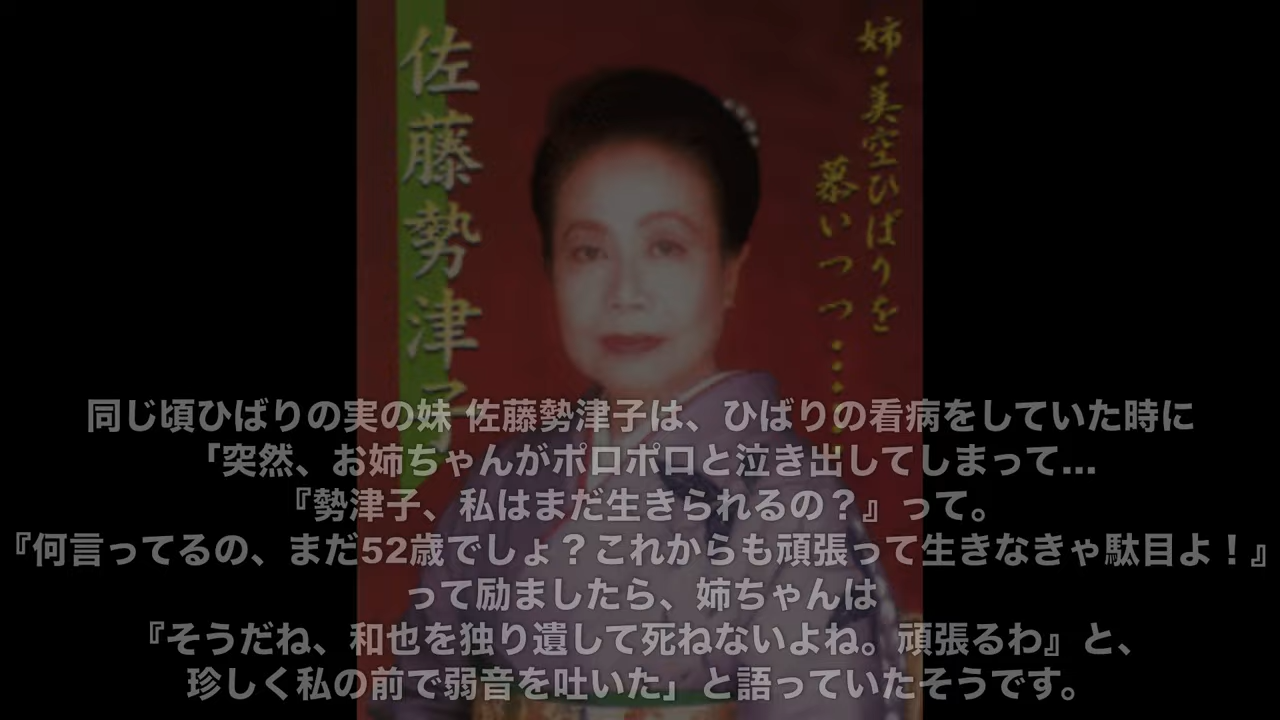 佐藤勢津子
姉・美空ひばりを
慕いつつ……
同じ頃ひばりの実の妹 佐藤勢津子は、ひばりの看病をしていた時に
「突然、お姉ちゃんがポロポロと泣き出してしまって...
『勢津子、私はまだ生きられるの？』って。
『何言ってるの、まだ52歳でしょ？これからも頑張って生きなきゃ駄目よ！』
って励ましたら、姉ちゃんは
『そうだね、和也を独り遺して死ねないよね。頑張るわ』と、
珍しく私の前で弱音を吐いた」と語っていたそうです。